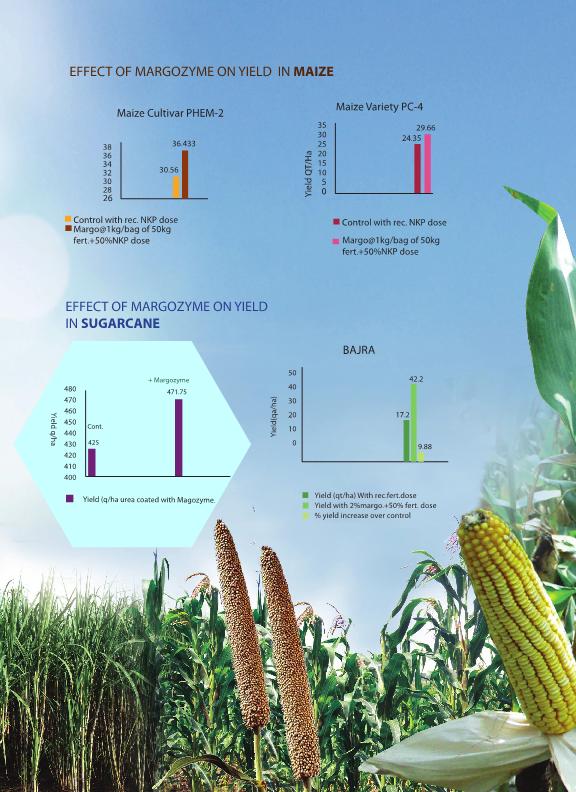 EFFECT OF MARGOZYME ON YIELD IN MAIZE
Maize Cultivar PHEM-2
38
36
34
32
30
28
26
30.56
36.433
Control with rec. NKP dose
Margo@1kg/bag of 50kg
fert.+50%NKP dose
Maize Variety PC-4
Yield QT/Ha
35
30
25
20
15
10
5
0
24.35
29.66
Control with rec. NKP dose
Margo@1kg/bag of 50kg
fert.+50%NKP dose
EFFECT OF MARGOZYME ON YIELD
IN SUGARCANE
Yield q/ha
480
470
460
450
440
430
420
410
400
Cont.
425
+ Margozyme
471.75
Yield (q/ha urea coated with Magozyme.
BAJRA
Yield(qa/ha)
50
40
30
20
10
0
17.2
42.2
9.88
Yield (qt/ha) With rec.fert.dose
Yield with 2%margo.+50% fert. dose
% yield increase over control